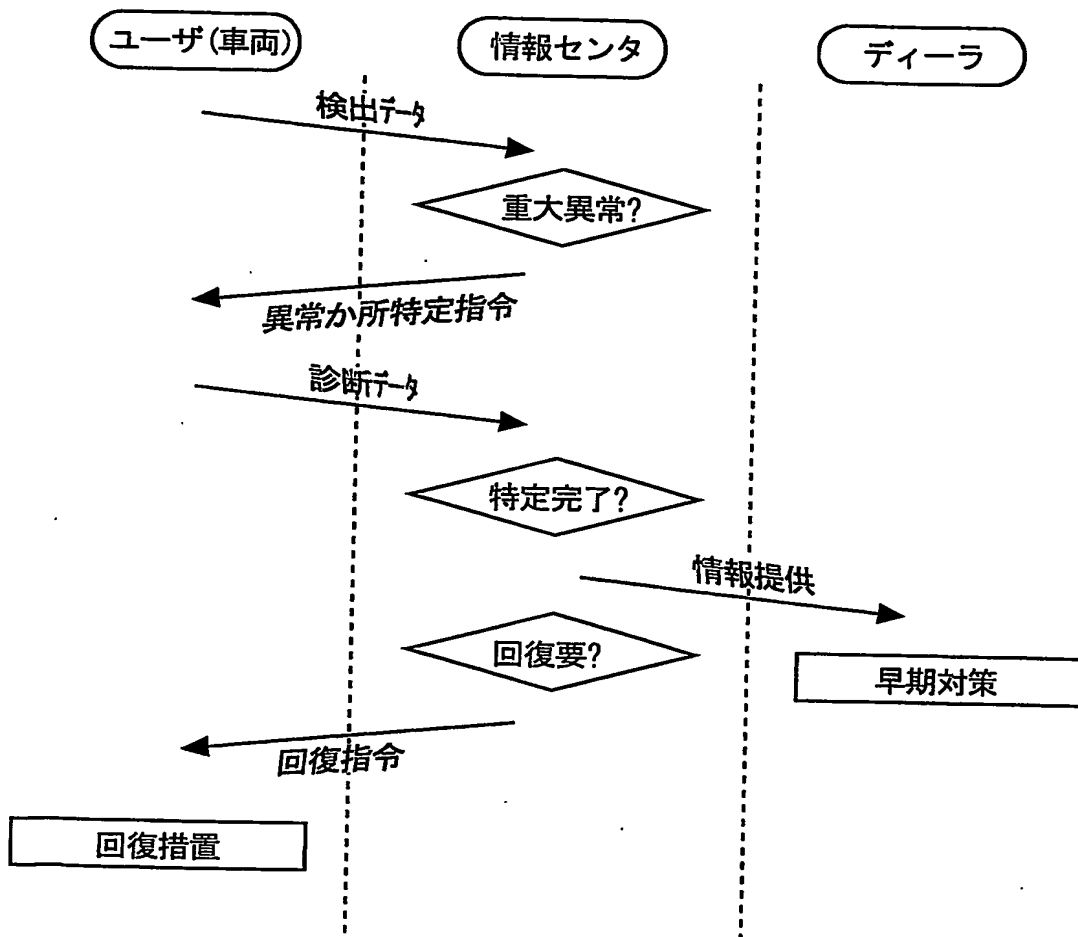 ユーザ(車両)
情報センタ
ディーラ
検出データ
重大異常?
異常か所特定指令
診断データ
特定完了?
情報提供
回復要?
早期対策
回復指令
回復措置